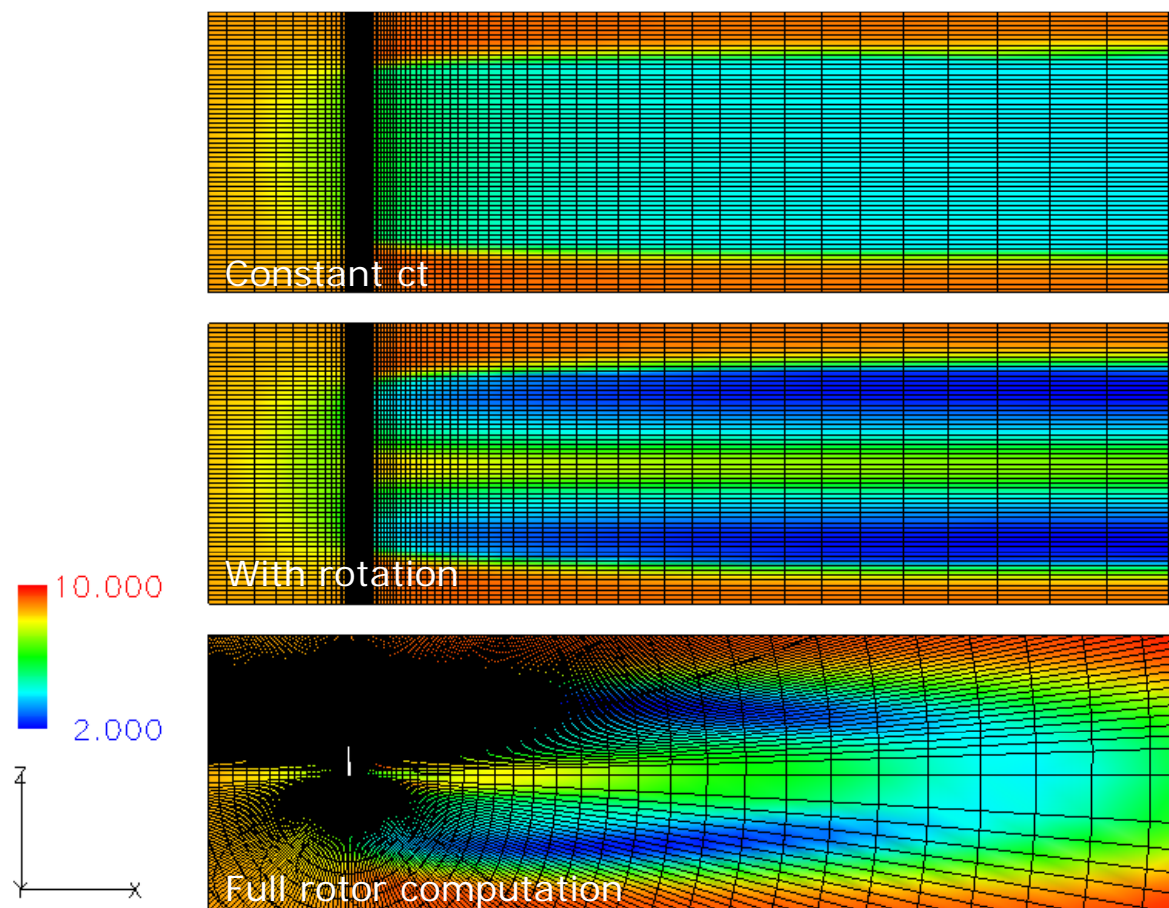 Constant ct
With rotation
10.000
2.000
Z
Y
X
Full rotor computation